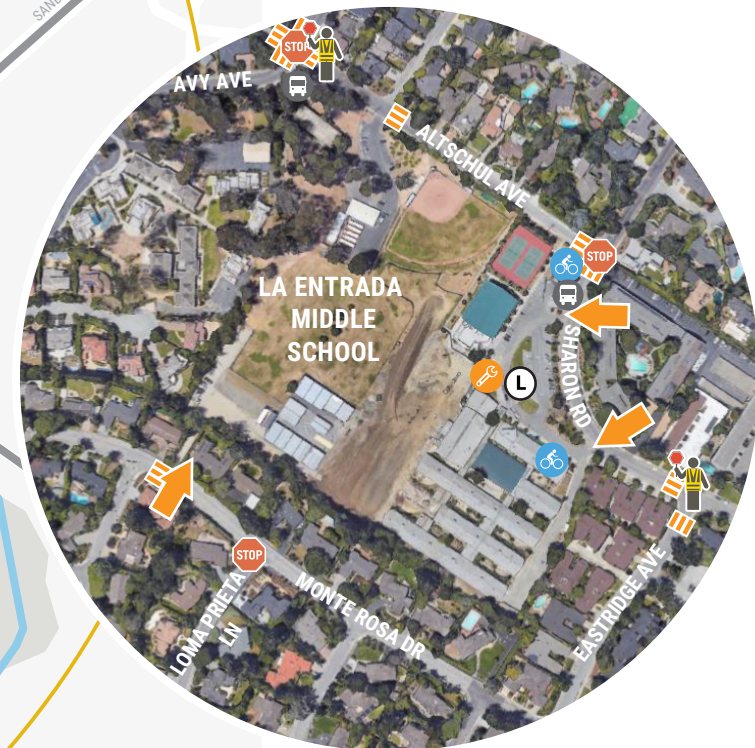 STOP
AVY AVE
ALTSCHUL AVE
STOP
LA ENTRADA
MIDDLE
SCHOOL
SHARON RD
L
STOP
LOMA PRIETA
LN
MONTE ROSA DR
EASTRIDGE AVE